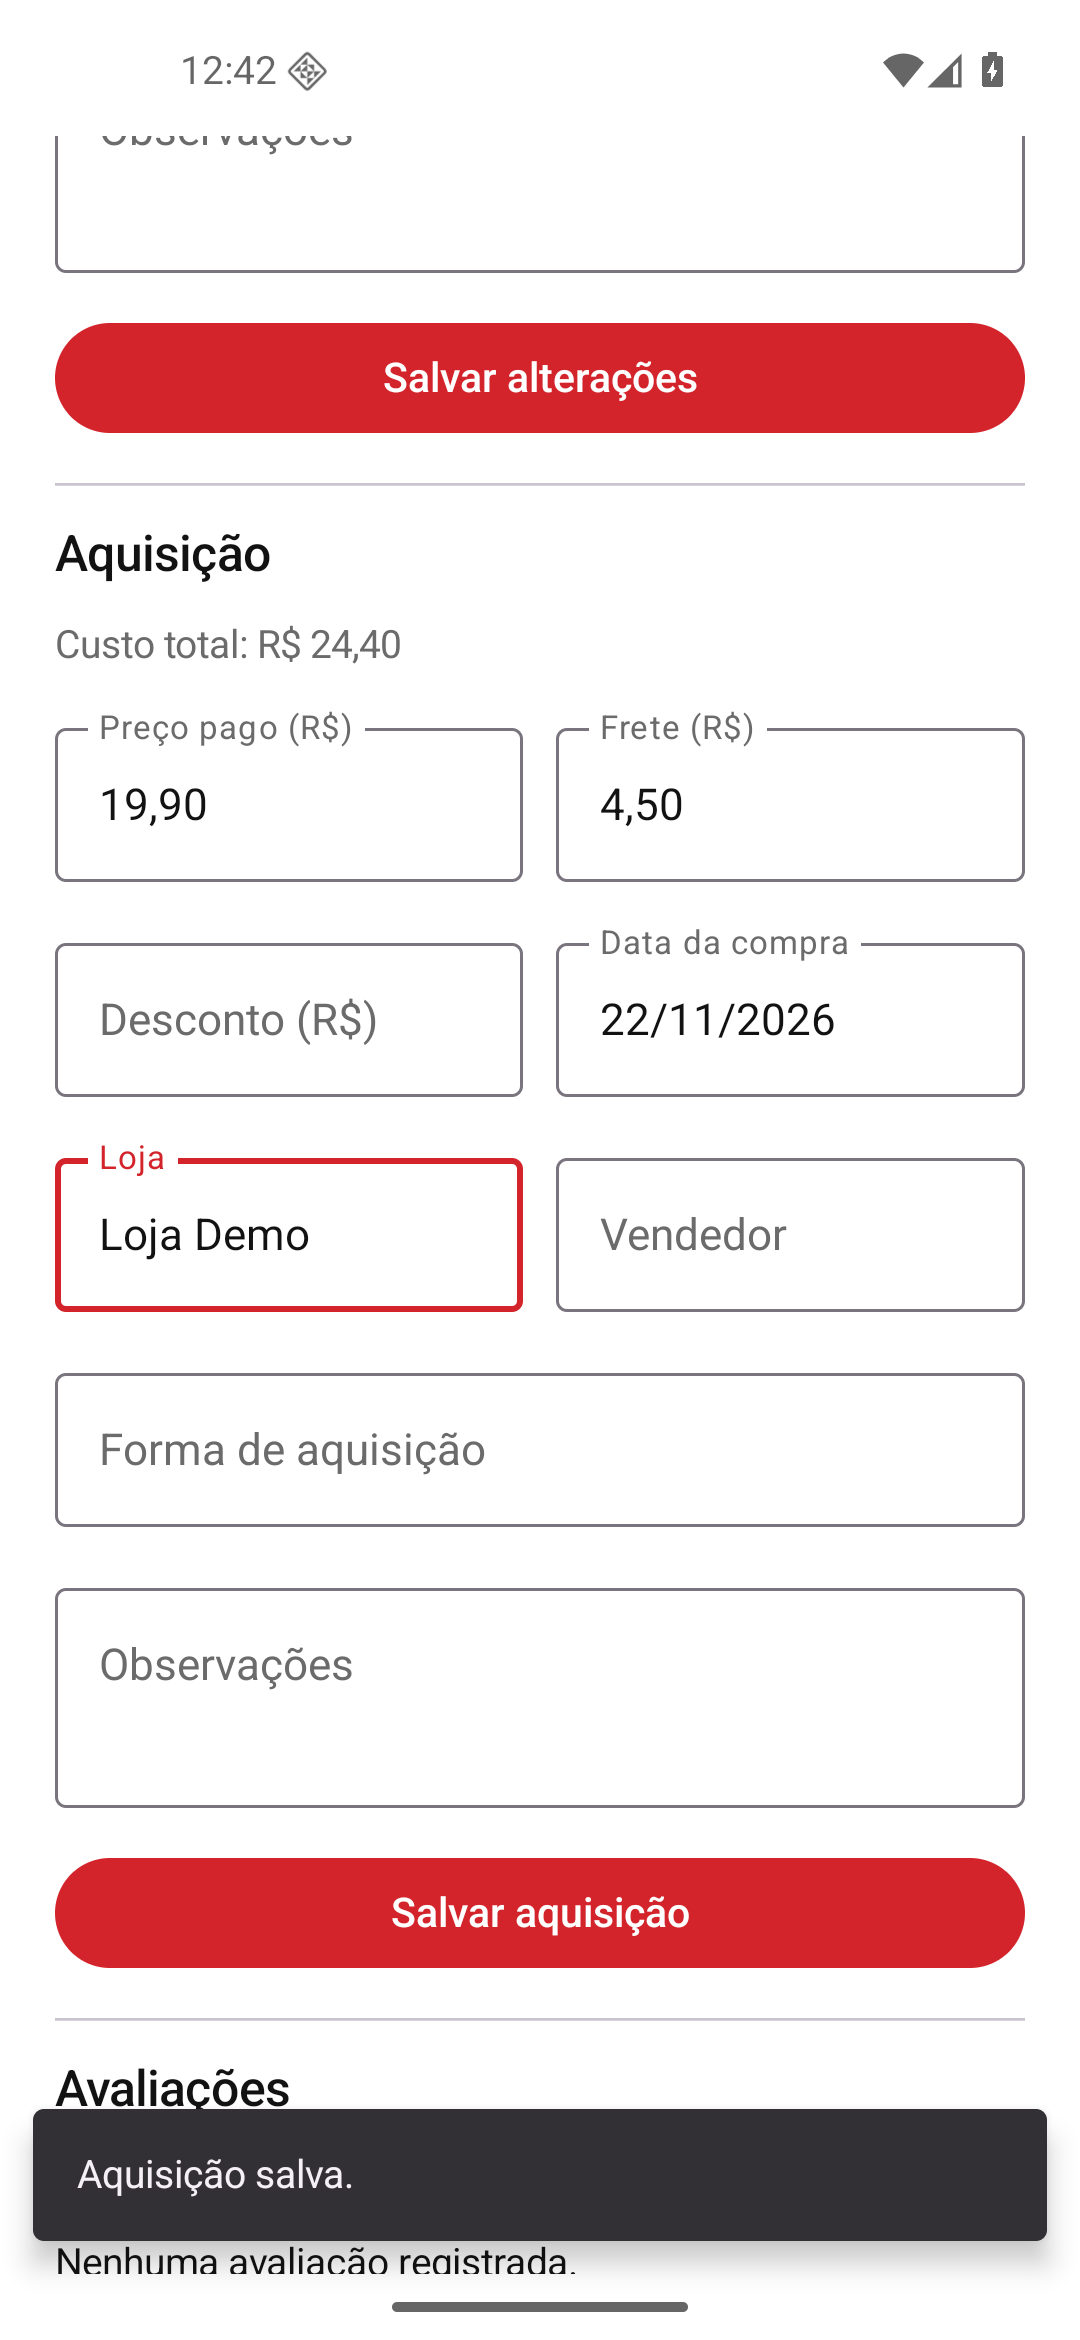 12:42
Observações
Salvar alterações
Aquisição
Custo total: R$ 24,40
Preço pago (R$)
Frete (R$)
19,90
4,50
Desconto (R$)
Data da compra
22/11/2026
Loja
Loja Demo
Vendedor
Forma de aquisição
Observações
Salvar aquisição
Avaliações
Aquisição salva.
Nenhuma avaliação registrada.